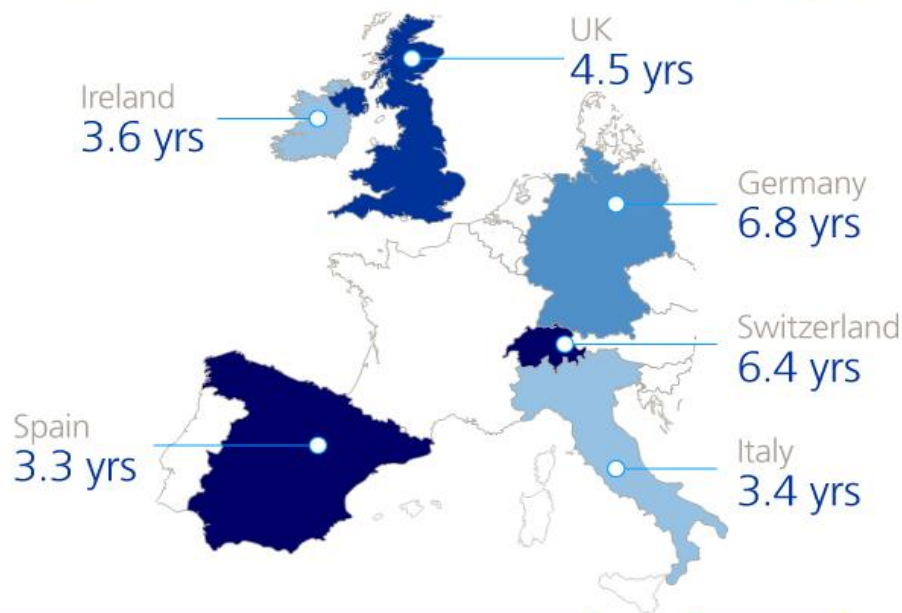 UK
4.5 yrs
Ireland
3.6 yrs
Germany
6.8 yrs
Switzerland
6.4 yrs
Spain
3.3 yrs
Italy
3.4 yrs